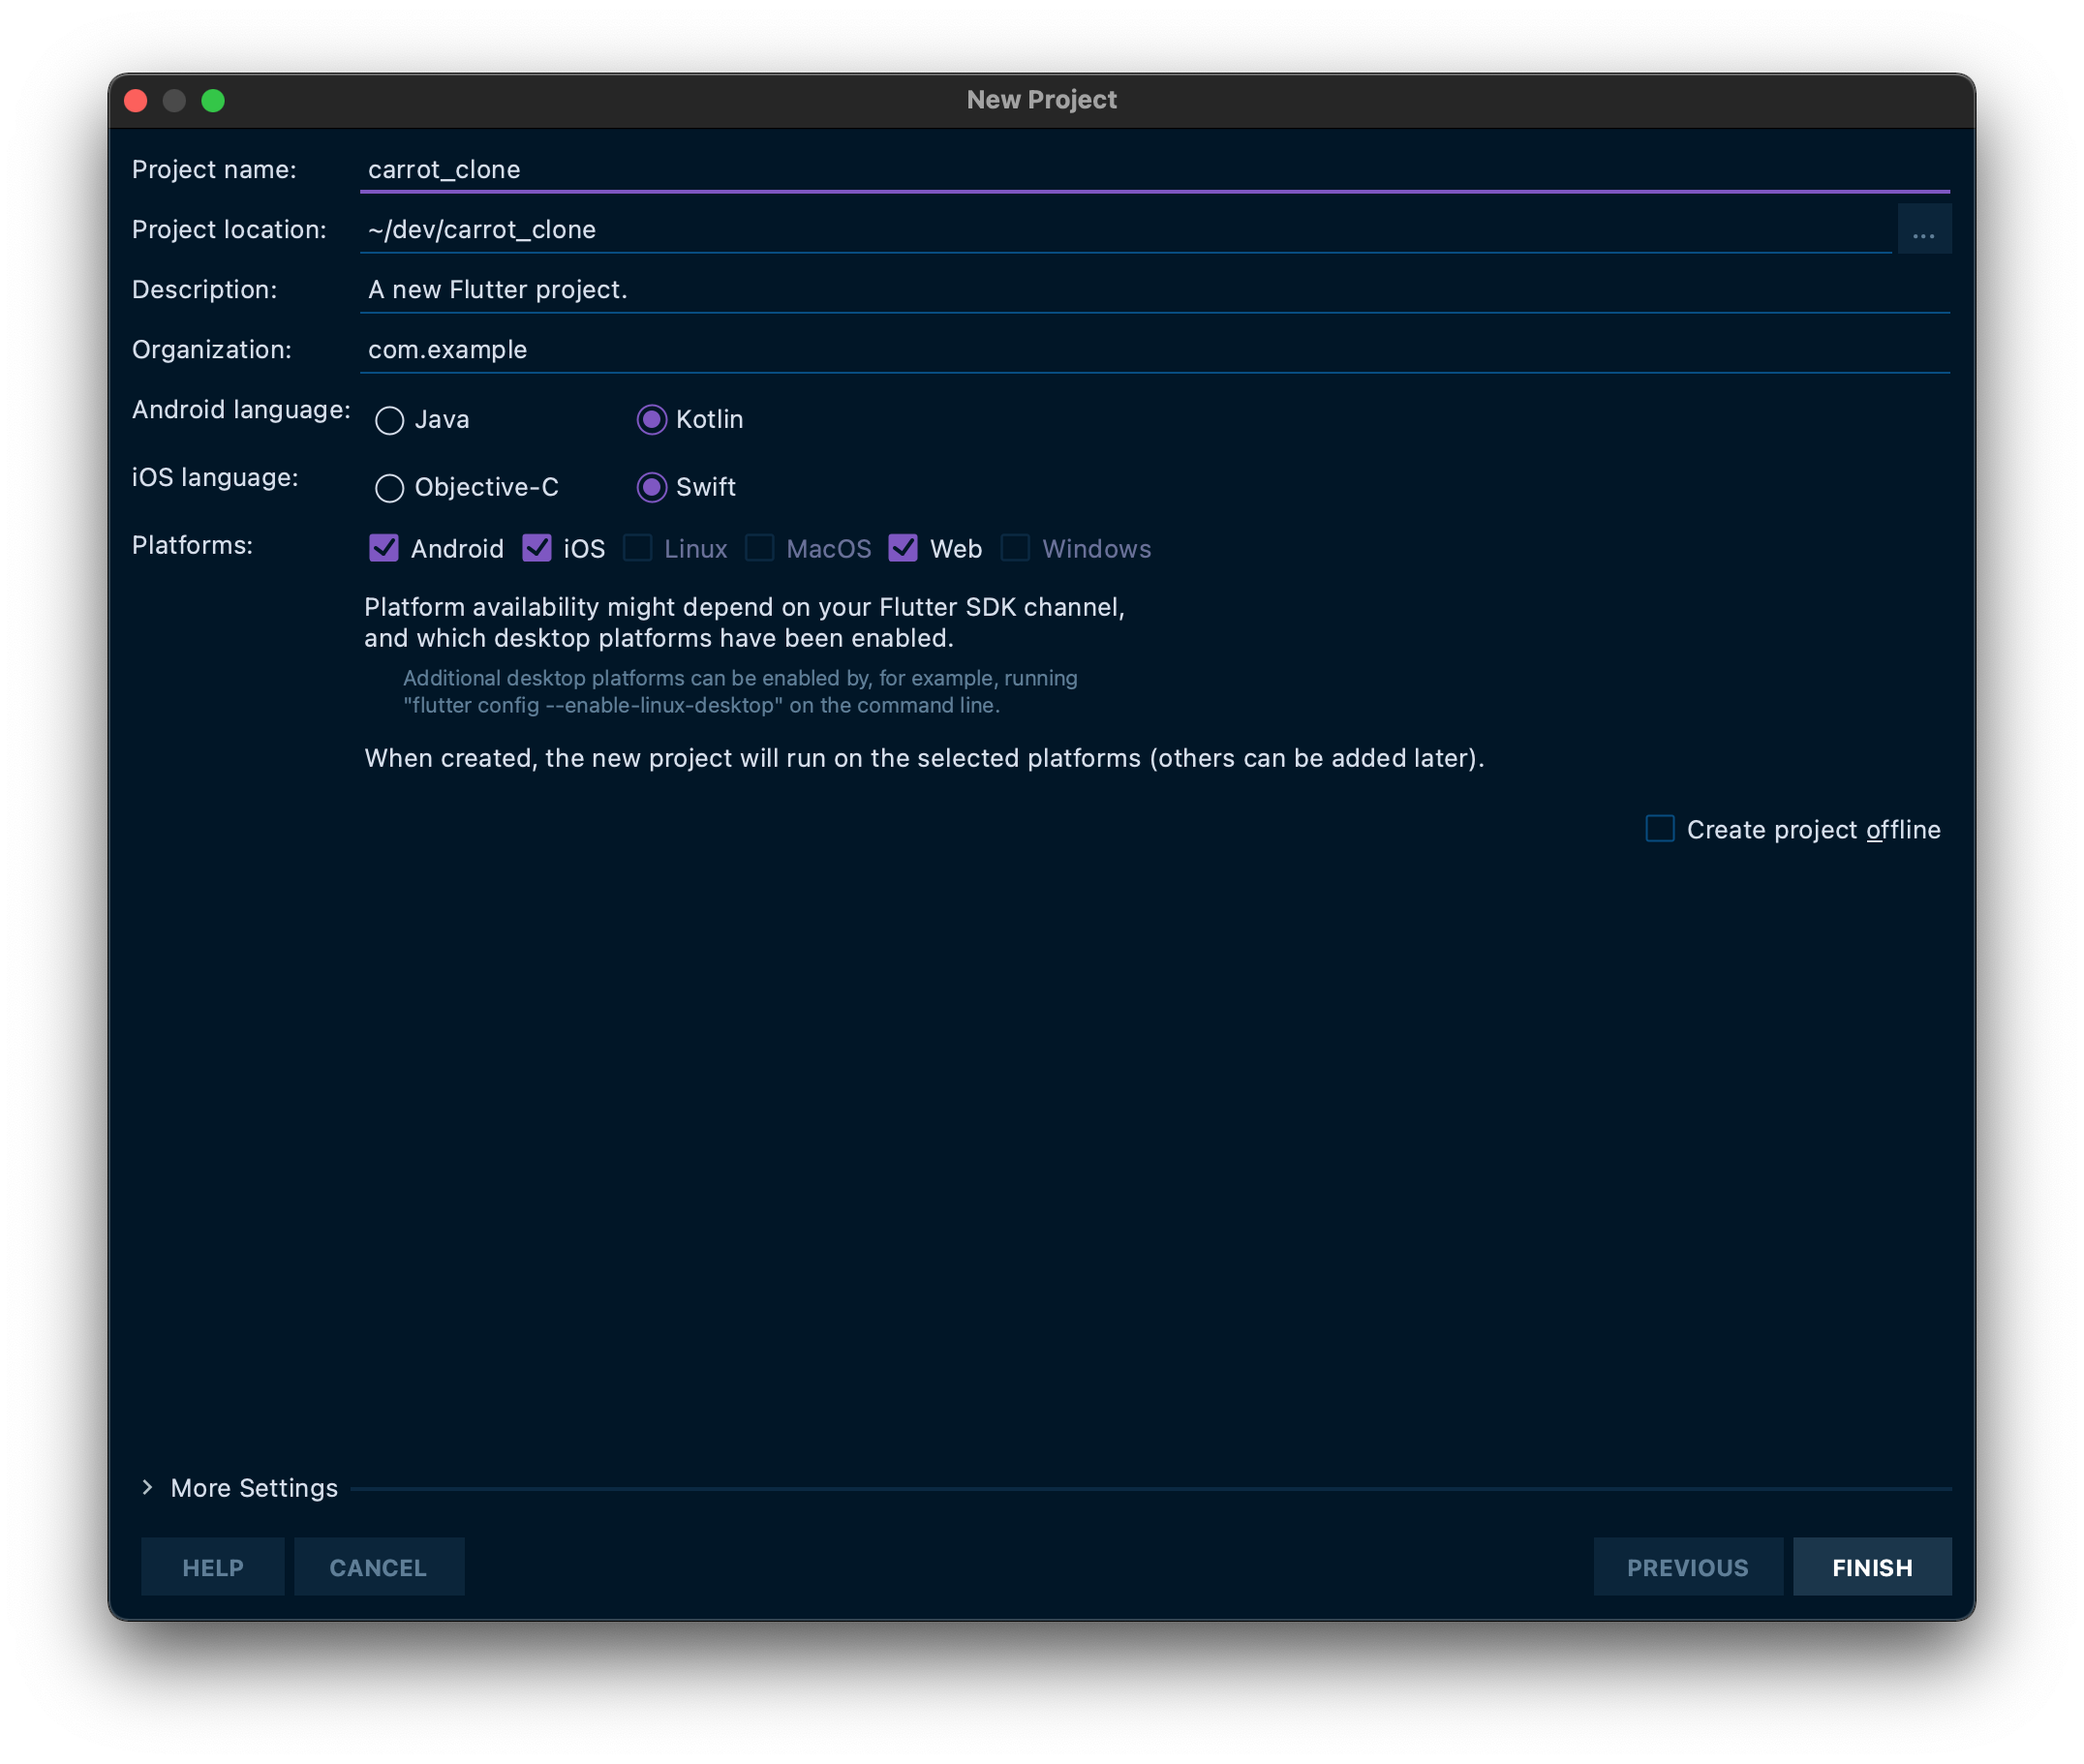 New Project
Project name: carrot_clone
Project location: ~/dev/carrot_clone ...
Description: A new Flutter project.
Organization: com.example
Android language: Java Kotlin
iOS language: Objective-C Swift
Platforms: Android iOS Linux MacOS Web Windows
Platform availability might depend on your Flutter SDK channel,
and which desktop platforms have been enabled.
Additional desktop platforms can be enabled by, for example, running
"flutter config --enable-linux-desktop" on the command line.
When created, the new project will run on the selected platforms (others can be added later).
Create project offline
More Settings
HELP CANCEL PREVIOUS FINISH